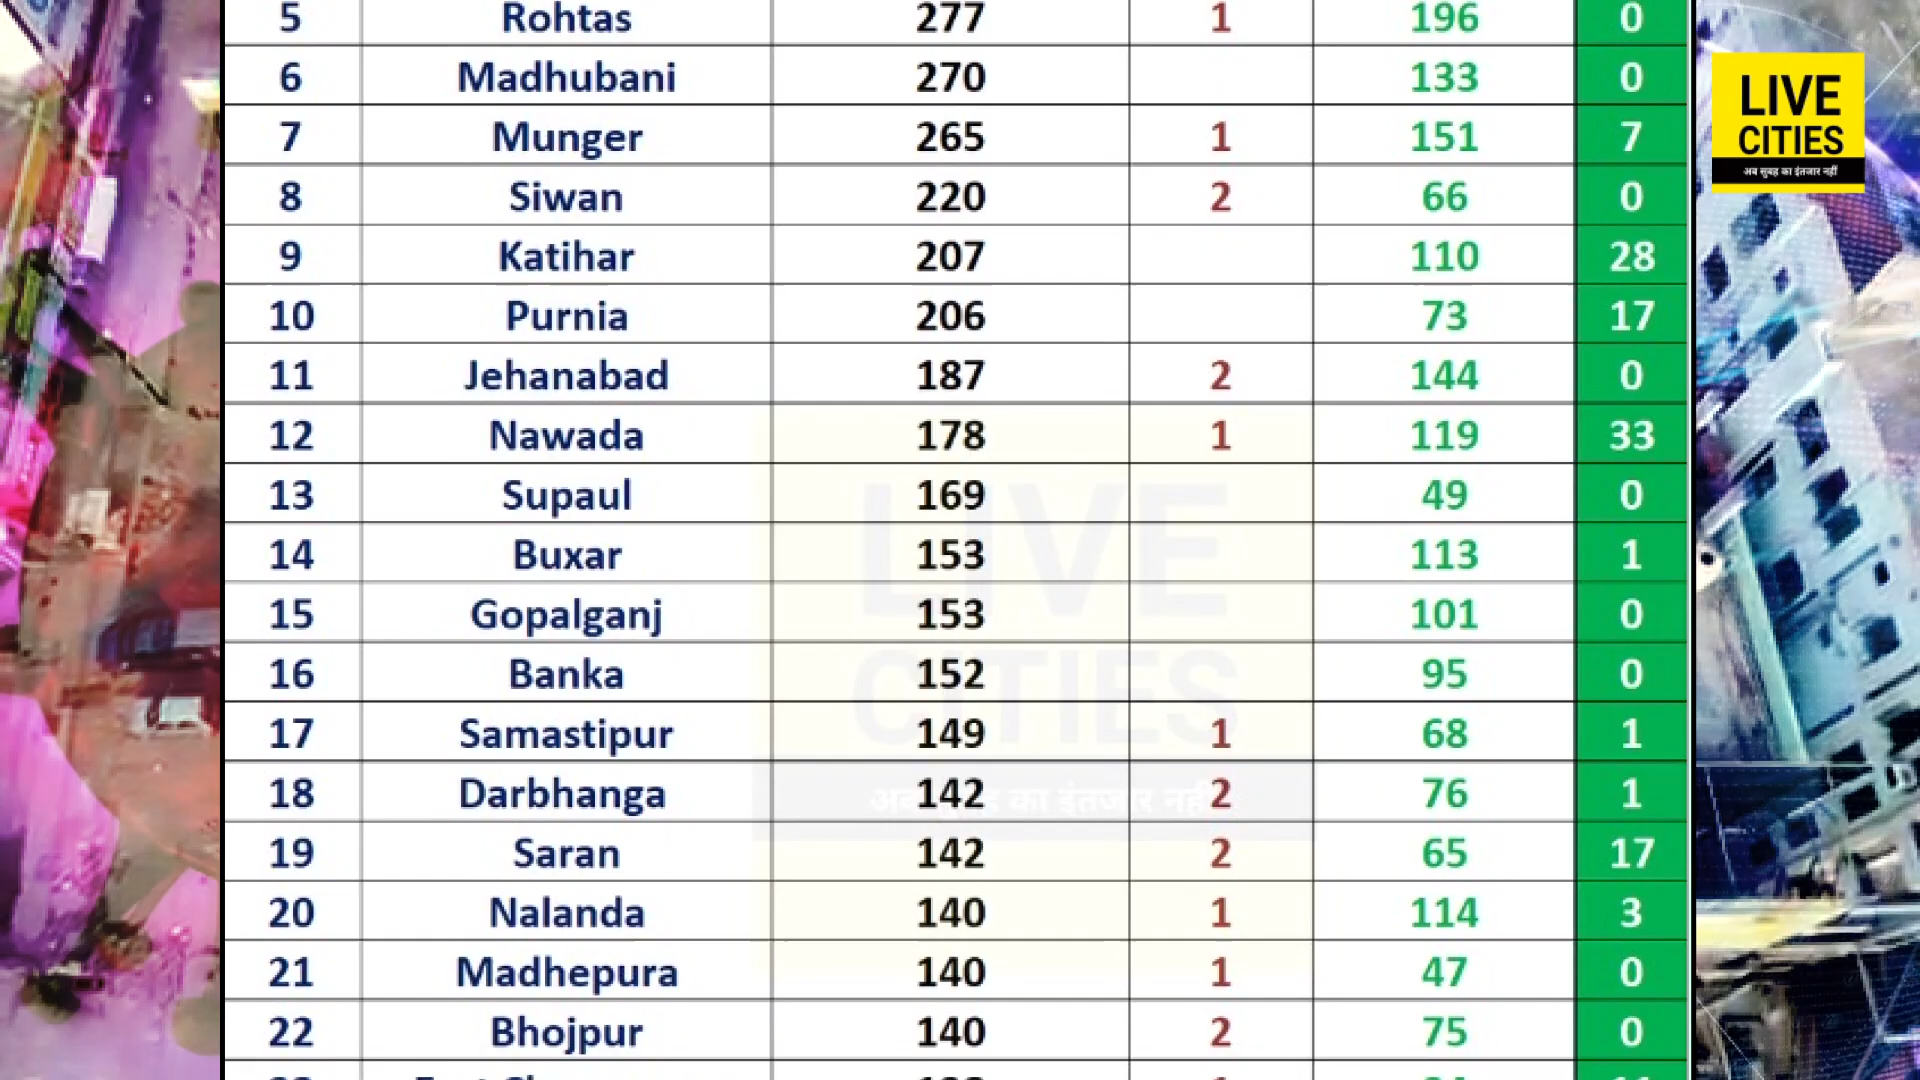 5 Rohtas 277 1 196 0
6 Madhubani 270 133 0
7 Munger 265 1 151 7
8 Siwan 220 2 66 0
9 Katihar 207 110 28
10 Purnia 206 73 17
11 Jehanabad 187 2 144 0
12 Nawada 178 1 119 33
13 Supaul 169 49 0
14 Buxar 153 113 1
15 Gopalganj 153 101 0
16 Banka 152 95 0
17 Samastipur 149 1 68 1
18 Darbhanga 142 2 76 1
19 Saran 142 2 65 17
20 Nalanda 140 1 114 3
21 Madhepura 140 1 47 0
22 Bhojpur 140 2 75 0
LIVE
CITIES
अब सुबह का इंतजार नहीं
LIVE
CITIES